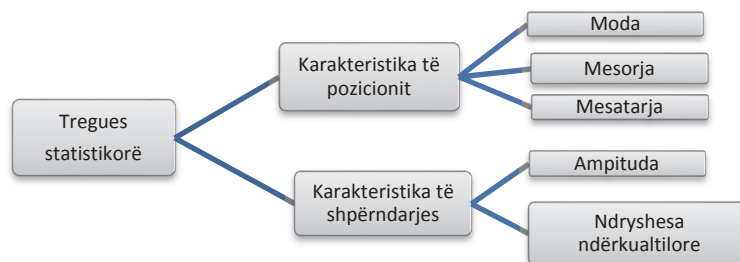 Tregues
statistikorë
Karakteristika të
pozicionit
Moda
Mesorja
Mesatarja
Karakteristika të
shpërndarjes
Ampituda
Ndryshesa
ndërkualtilore